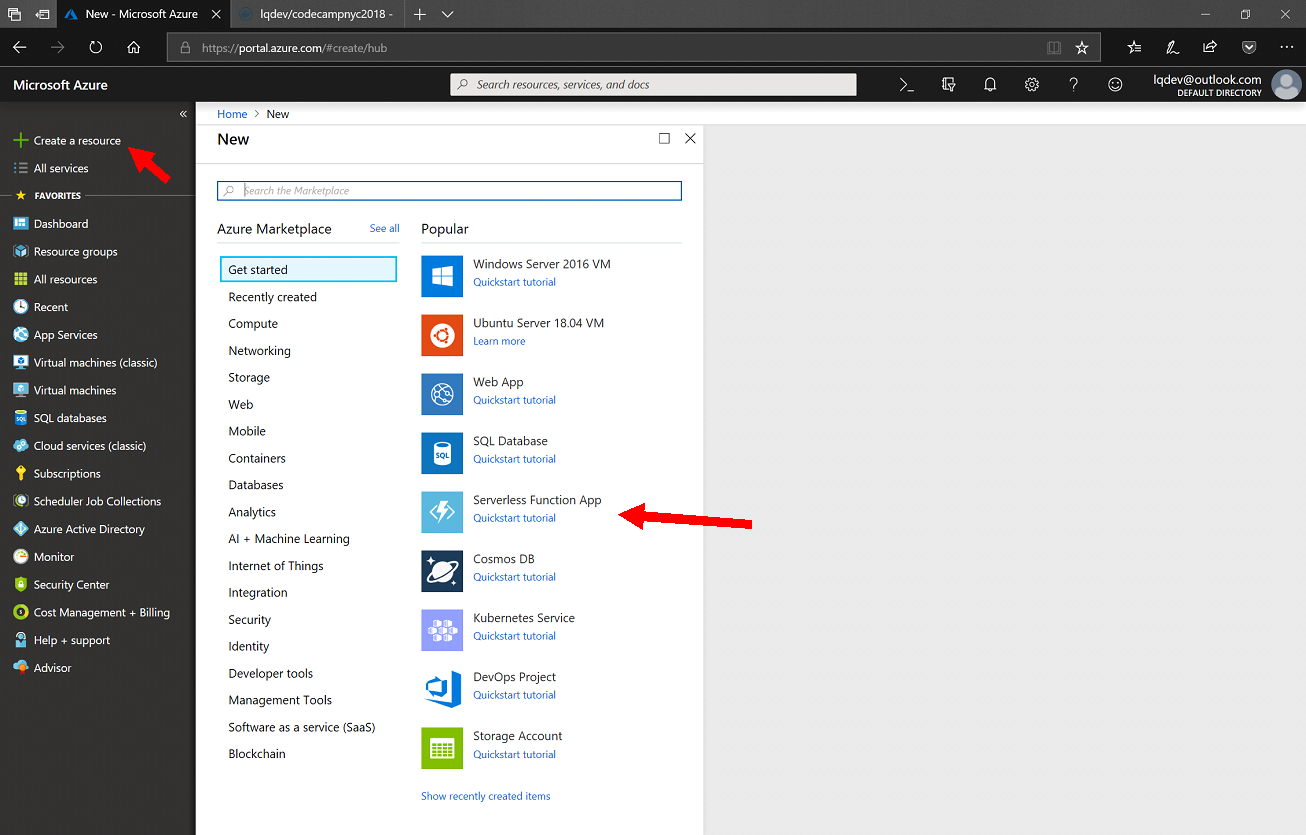 New - Microsoft Azure
lqdev/codecampnyc2018 -
https://portal.azure.com/#create/hub
Microsoft Azure
Search resources, services, and docs
lqdev@outlook.com
DEFAULT DIRECTORY
Create a resource
All services
FAVORITES
Dashboard
Resource groups
All resources
Recent
App Services
Virtual machines (classic)
Virtual machines
SQL databases
Cloud services (classic)
Subscriptions
Scheduler Job Collections
Azure Active Directory
Monitor
Security Center
Cost Management + Billing
Help + support
Advisor
Home > New
New
Search the Marketplace
Azure Marketplace
See all
Get started
Recently created
Compute
Networking
Storage
Web
Mobile
Containers
Databases
Analytics
AI + Machine Learning
Internet of Things
Integration
Security
Identity
Developer tools
Management Tools
Software as a service (SaaS)
Blockchain
Popular
Windows Server 2016 VM
Quickstart tutorial
Ubuntu Server 18.04 VM
Learn more
Web App
Quickstart tutorial
SQL
SQL Database
Quickstart tutorial
Serverless Function App
Quickstart tutorial
Cosmos DB
Quickstart tutorial
Kubernetes Service
Quickstart tutorial
DevOps Project
Quickstart tutorial
Storage Account
Quickstart tutorial
Show recently created items